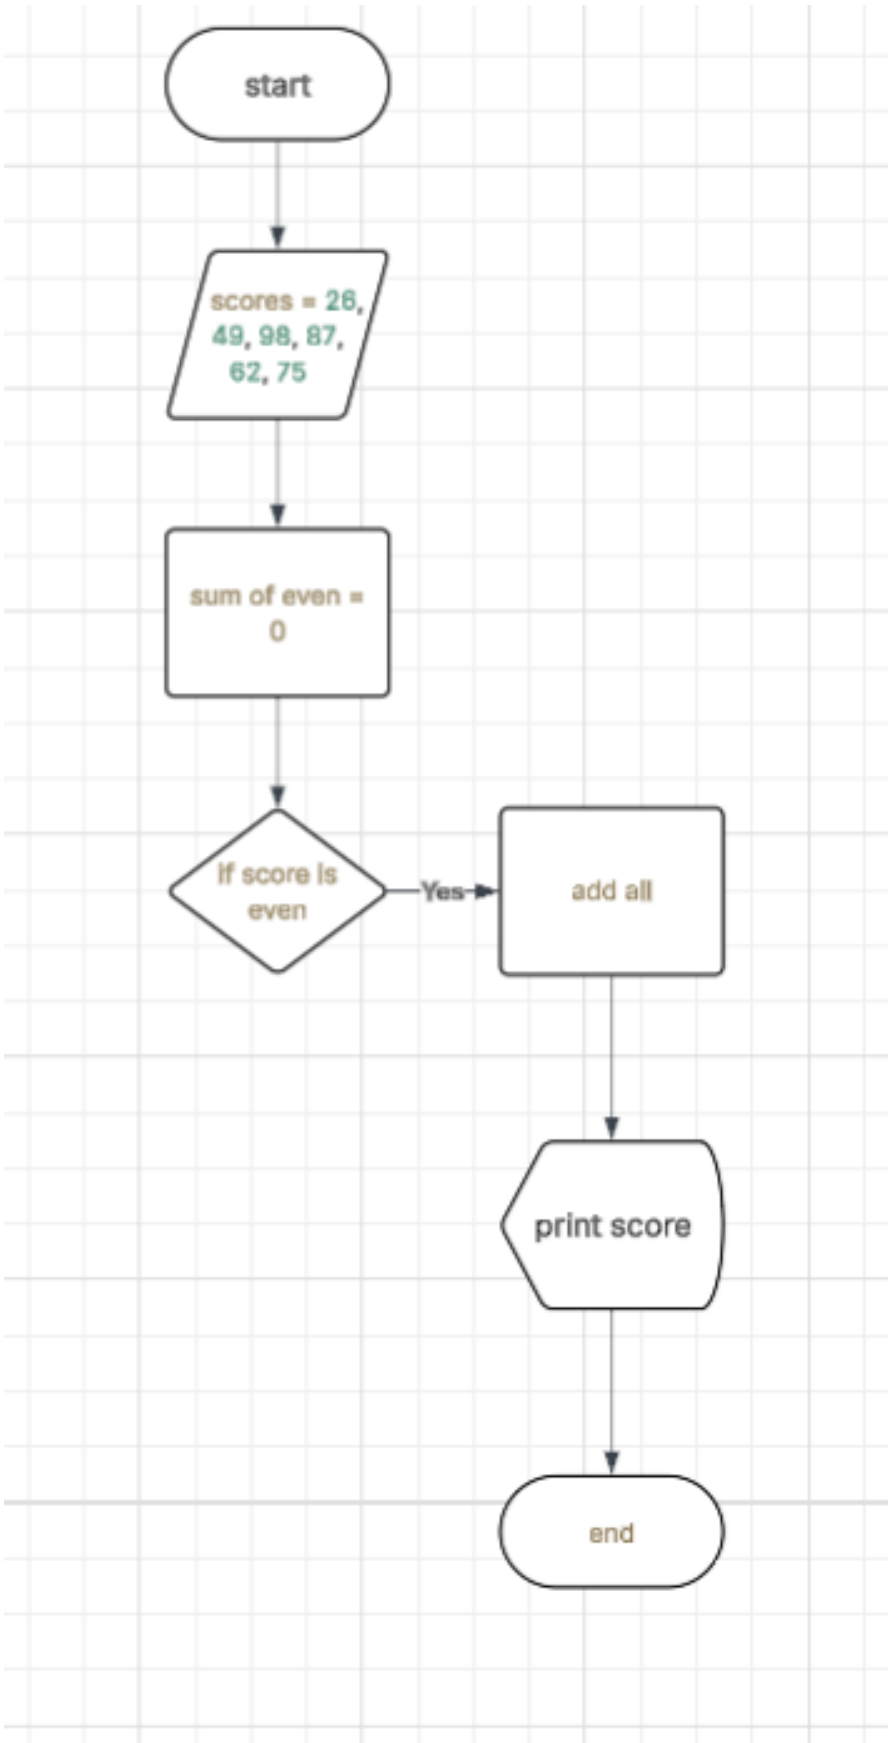 start
scores = 26,
49, 98, 87,
62, 75
sum of even =
0
if score is
even
Yes
add all
print score
end